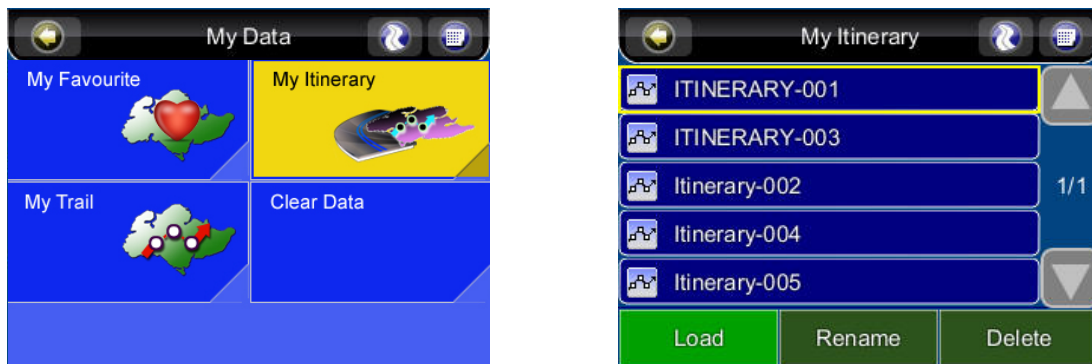 My Data
My Favourite
My Itinerary
My Trail
Clear Data
My Itinerary
ITINERARY-001
ITINERARY-003
Itinerary-002
1/1
Itinerary-004
Itinerary-005
Load
Rename
Delete